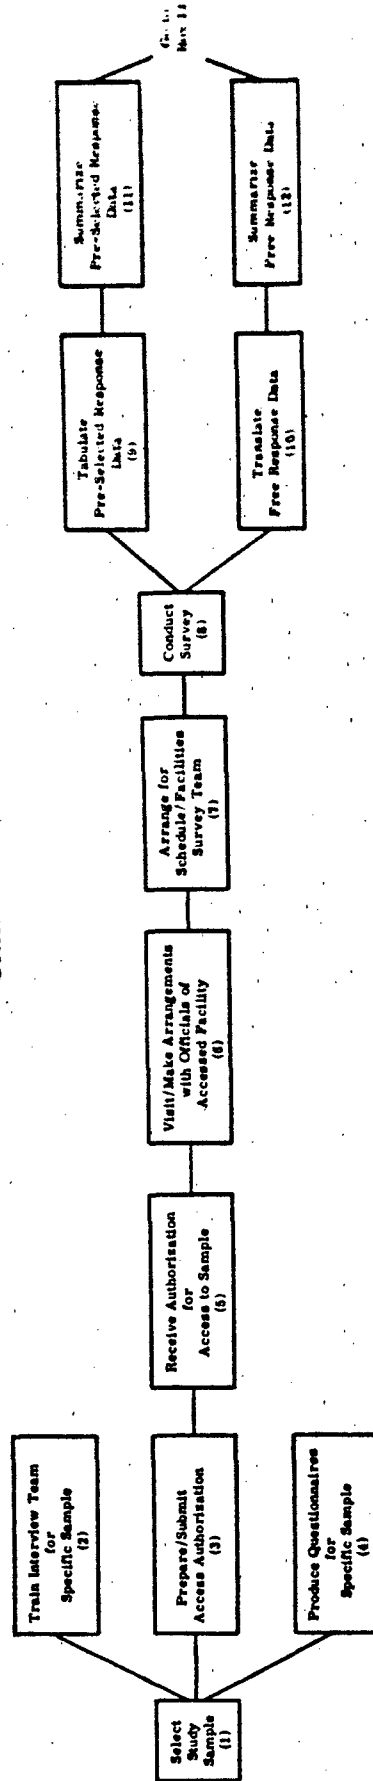 Select
Study
Sample
(1)
Train Interview Team
for
Specific Sample
(2)
Prepare/Submit
Access Authorization
(3)
Produce Questionnaires
for
Specific Sample
(4)
Receive Authorization
for
Access to Sample
(5)
Visit/Make Arrangements
with Officials of
Accessed Facility
(6)
Arrange for
Schedule/Facilities
Survey Team
(7)
Conduct
Survey
(8)
Tabulate
Pre-Selected Response
Data
(9)
Translate
Free Response Data
(10)
Summarize
Pre-Selected Response
Data
(11)
Summarize
Free Response Data
(12)
Go to
Box